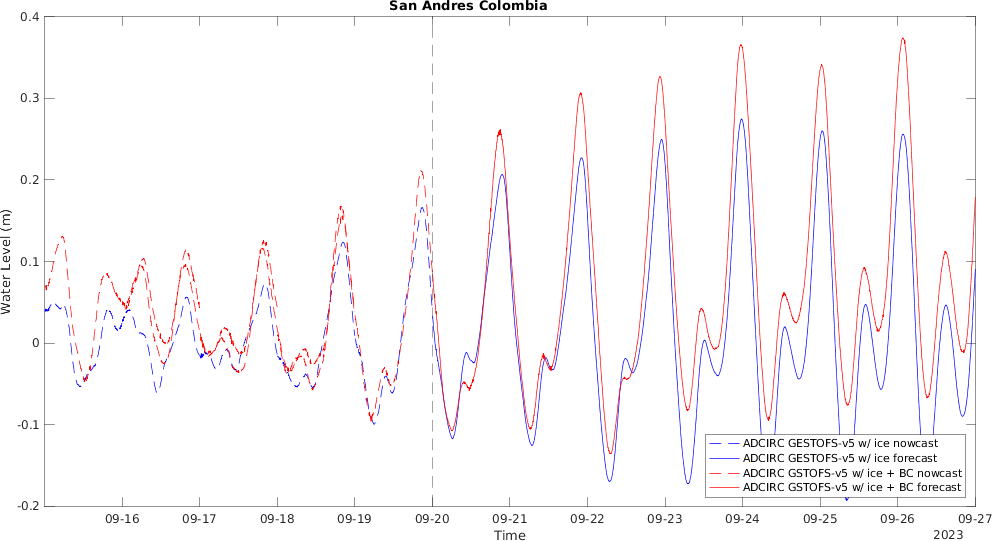 San Andres Colombia
Water Level (m)
0.4
0.3
0.2
0.1
0
-0.1
-0.2
ADCIRC GESTOFS-v5 w/ ice nowcast
ADCIRC GESTOFS-v5 w/ ice forecast
ADCIRC GSTOFS-v5 w/ ice + BC nowcast
ADCIRC GSTOFS-v5 w/ ice + BC forecast
09-16 09-17 09-18 09-19 09-20 09-21 09-22 09-23 09-24 09-25 09-26 09-27
Time
2023